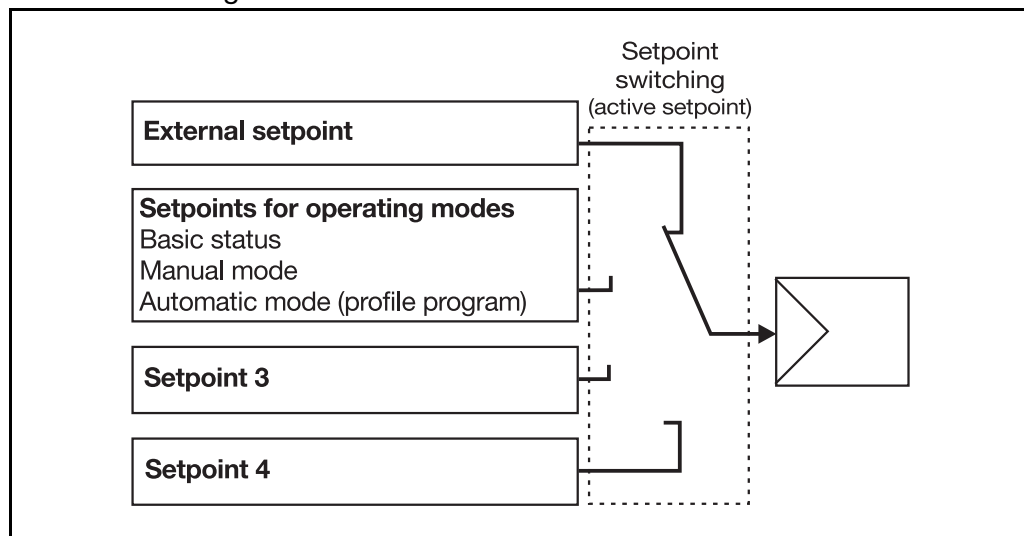 Setpoint
switching
(active setpoint)
External setpoint
Setpoints for operating modes
Basic status
Manual mode
Automatic mode (profile program)
Setpoint 3
Setpoint 4